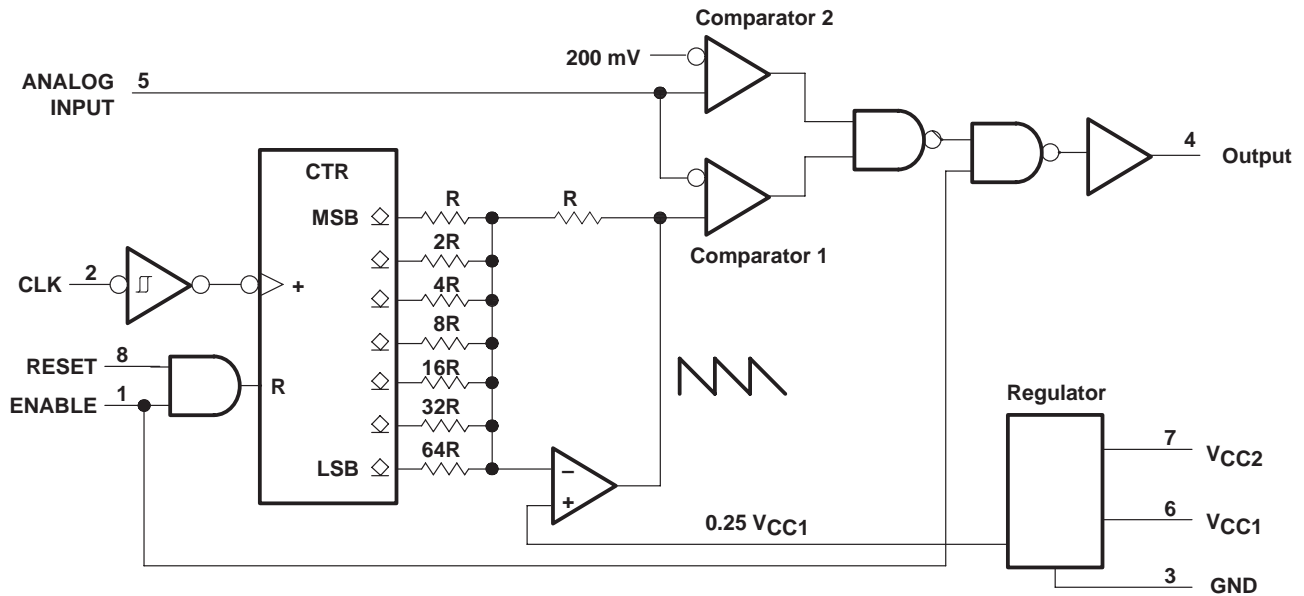 Comparator 2
200 mV
ANALOG
INPUT
5
4
Output
CTR
MSB
R
R
Comparator 1
2R
CLK
2
+
4R
8R
RESET
8
16R
R
ENABLE
1
32R
Regulator
LSB
64R
−
+
7
VCC2
0.25 VCC1
6
VCC1
3
GND